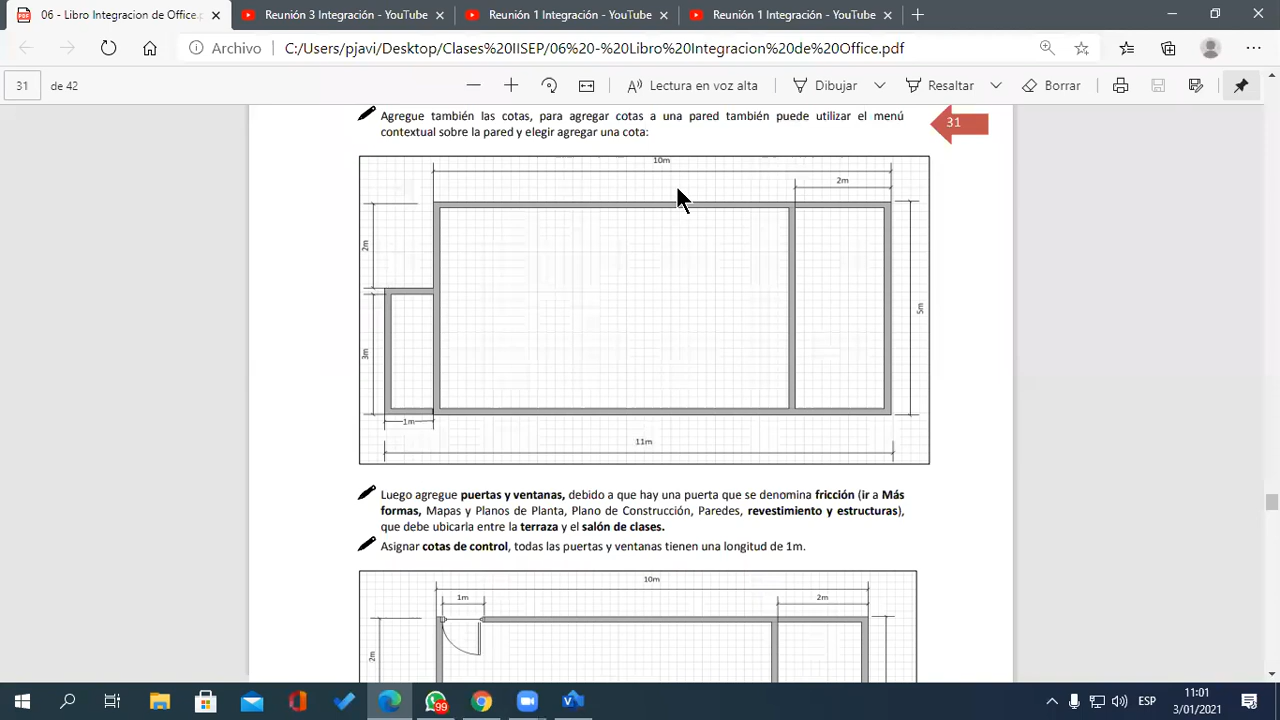 06 - Libro Integracion de Office.p
Reunión 3 Integración - YouTube
Reunión 1 Integración - YouTube
Reunión 1 Integración - YouTube
Archivo
C:/Users/pjavi/Desktop/Clases%20IISEP/06%20-%20Libro%20Integracion%20de%20Office.pdf
31 de 42
Lectura en voz alta
Dibujar
Resaltar
Borrar
Agregue también las cotas, para agregar cotas a una pared también puede utilizar el menú
contextual sobre la pared y elegir agregar una cota:
31
10m
2m
2m
5m
3m
1m
11m
Luego agregue puertas y ventanas, debido a que hay una puerta que se denomina fricción (ir a Más
formas, Mapas y Planos de Planta, Plano de Construcción, Paredes, revestimiento y estructuras),
que debe ubicarla entre la terraza y el salón de clases.
Asignar cotas de control, todas las puertas y ventanas tienen una longitud de 1m.
10m
1m
2m
2m
99
ESP
11:01
3/01/2021